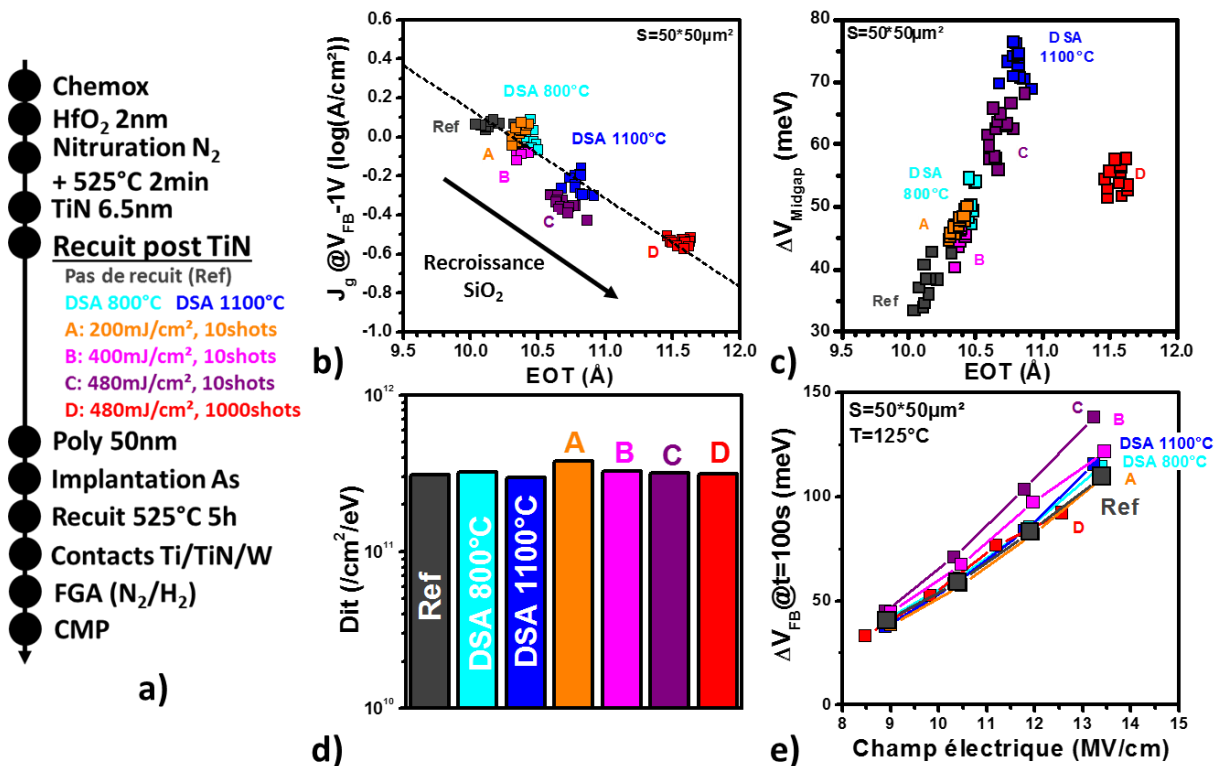 a)
Chemox
HfO₂ 2nm
Nitruration N₂
+ 525°C 2min
TiN 6.5nm
Recuit post TiN
Pas de recuit (Ref)
DSA 800°C DSA 1100°C
A: 200mJ/cm², 10shots
B: 400mJ/cm², 10shots
C: 480mJ/cm², 10shots
D: 480mJ/cm², 1000shots
Poly 50nm
Implantation As
Recuit 525°C 5h
Contacts Ti/TiN/W
FGA (N₂/H₂)
CMP
J_g @V_FB-1V (log(A/cm²))
0.6
0.4
0.2
0.0
-0.2
-0.4
-0.6
-0.8
-1.0
S=50*50µm²
DSA 800°C
Ref
DSA 1100°C
A
B
C
D
Recroissance
SiO₂
9.5 10.0 10.5 11.0 11.5 12.0
b) EOT (Å)
ΔV_Midgap (meV)
80
70
60
50
40
30
S=50*50µm²
DSA
1100°C
C
DSA
800°C
D
A
B
Ref
9.5 10.0 10.5 11.0 11.5 12.0
c) EOT (Å)
Dit (/cm²/eV)
10¹²
10¹¹
10¹⁰
Ref
DSA 800°C
DSA 1100°C
A
B
C
D
d)
ΔV_FB @t=100s (meV)
150
100
50
0
S=50*50µm²
T=125°C
C
B
DSA 1100°C
DSA 800°C
A
Ref
D
8 9 10 11 12 13 14 15
e) Champ électrique (MV/cm)